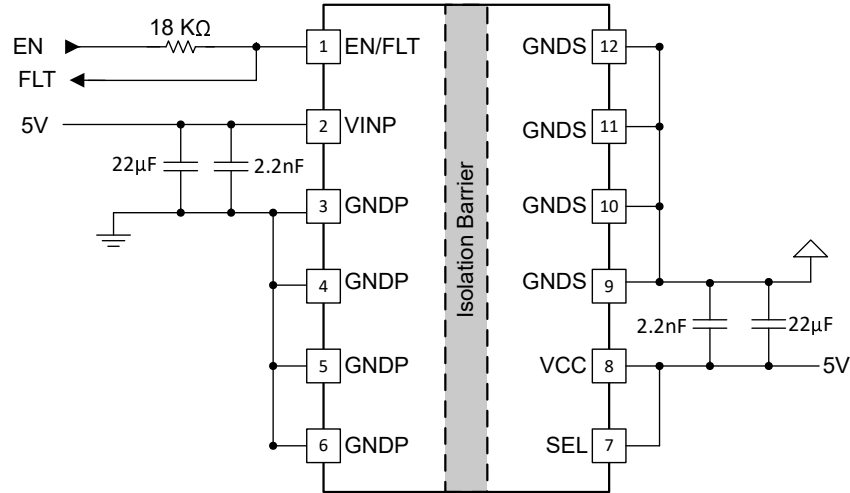 18 KΩ
EN
1
EN/FLT
GNDS
12
FLT
5V
2
VINP
GNDS
11
22µF
2.2nF
3
GNDP
GNDS
10
Isolation Barrier
4
GNDP
GNDS
9
2.2nF
22µF
5
GNDP
VCC
8
5V
6
GNDP
SEL
7